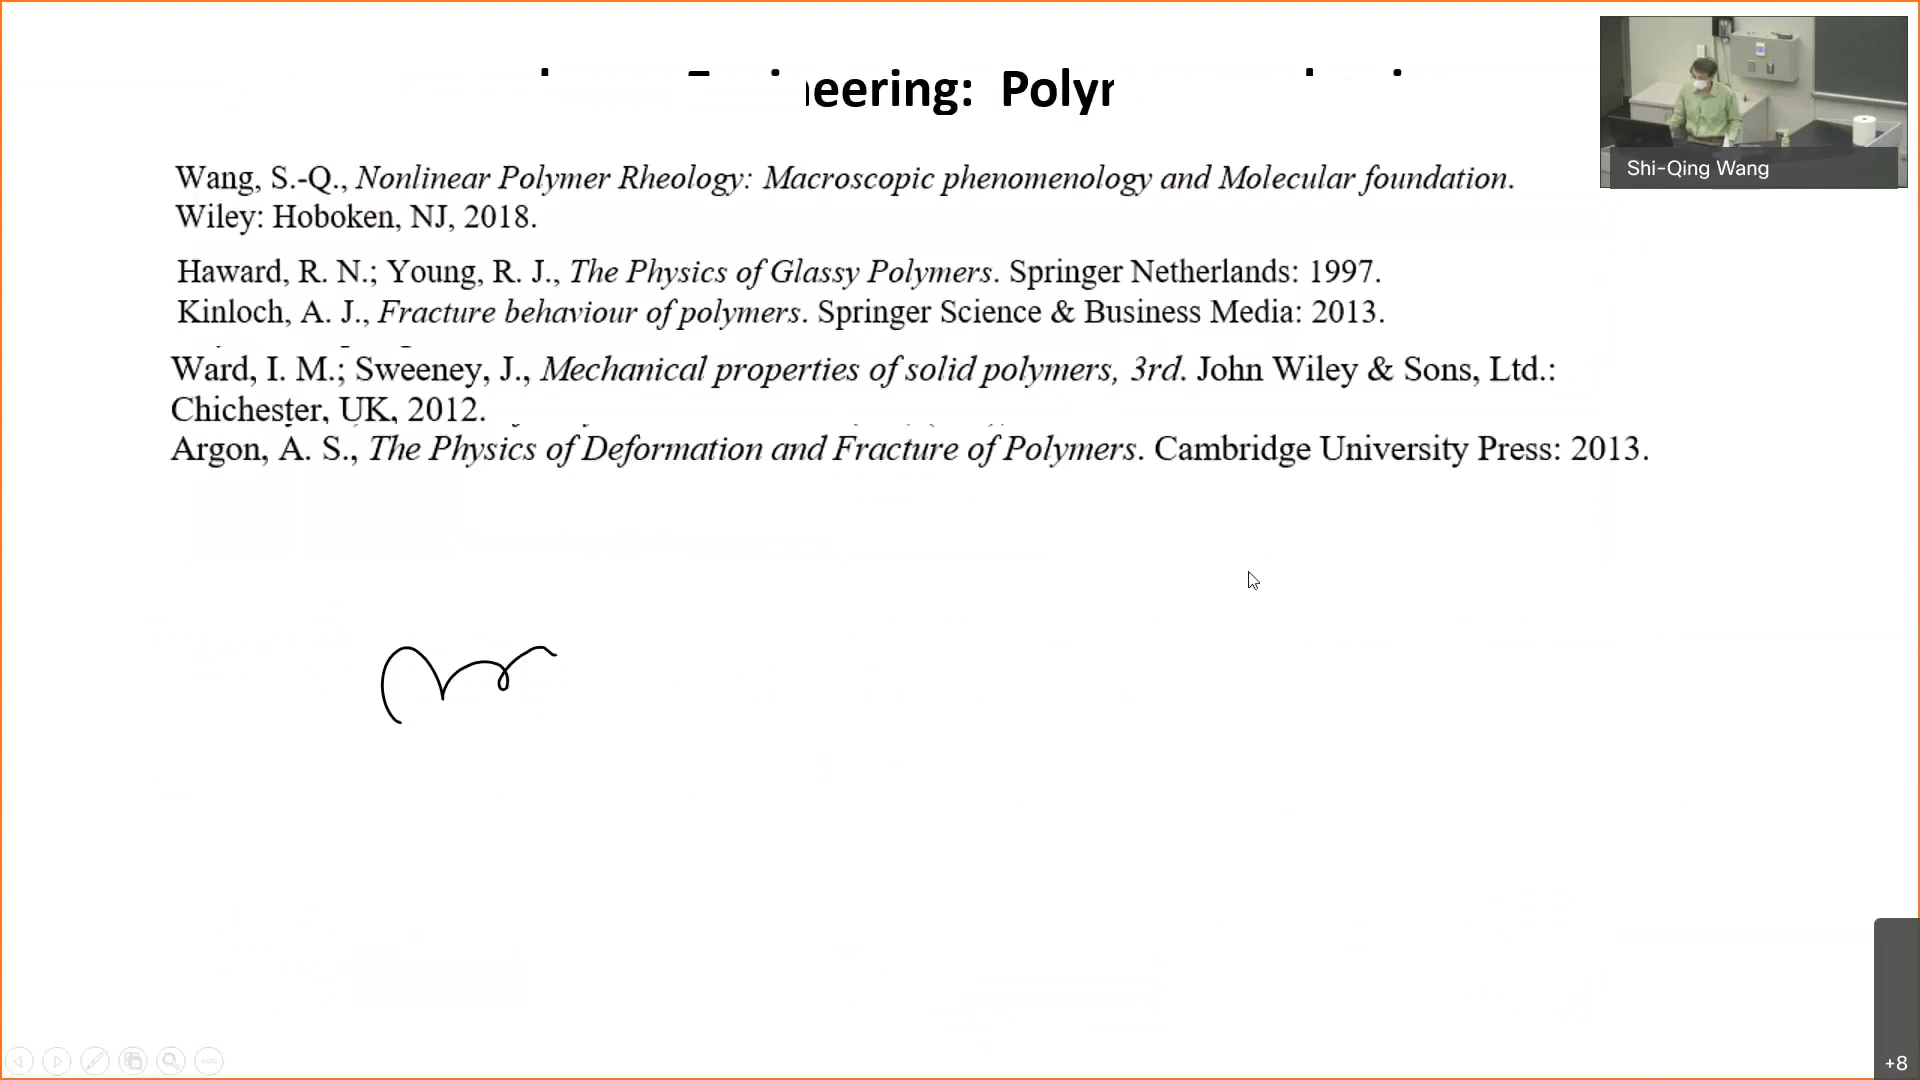 neering: Polyr
Shi-Qing Wang
Wang, S.-Q., Nonlinear Polymer Rheology: Macroscopic phenomenology and Molecular foundation.
Wiley: Hoboken, NJ, 2018.
Haward, R. N.; Young, R. J., The Physics of Glassy Polymers. Springer Netherlands: 1997.
Kinloch, A. J., Fracture behaviour of polymers. Springer Science & Business Media: 2013.
Ward, I. M.; Sweeney, J., Mechanical properties of solid polymers, 3rd. John Wiley & Sons, Ltd.:
Chichester, UK, 2012.
Argon, A. S., The Physics of Deformation and Fracture of Polymers. Cambridge University Press: 2013.
+8